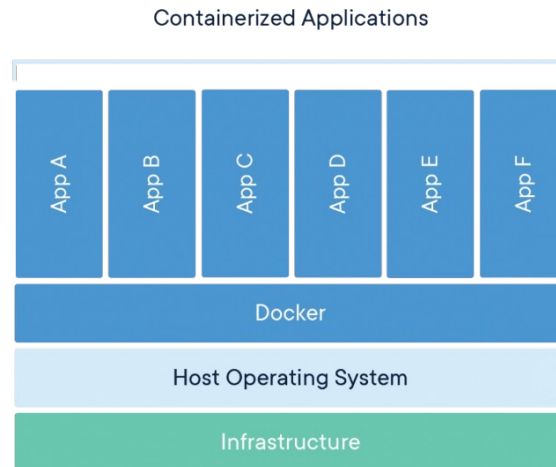 Containerized Applications
App A
App B
App C
App D
App E
App F
Docker
Host Operating System
Infrastructure